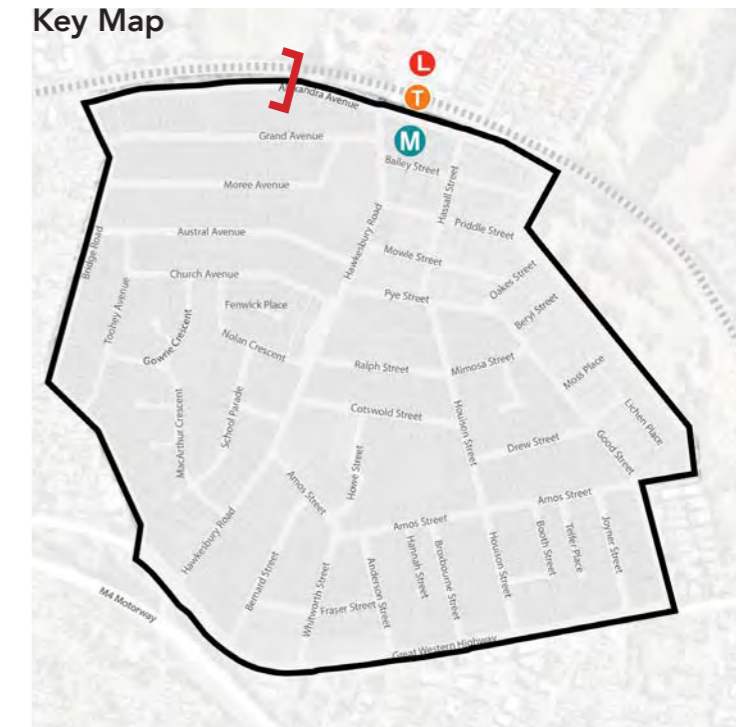 Key Map
L
T
Alexandra Avenue
M
Grand Avenue
Bailey Street
Moree Avenue
Hassall Street
Hawkesbury Road
Priddle Street
Austral Avenue
Bridge Road
Mowle Street
Church Avenue
Oakes Street
Toohey Avenue
Pye Street
Fenwick Place
Beryl Street
Gowrie Crescent
Nolan Crescent
Ralph Street
Mimosa Street
Moss Place
MacArthur Crescent
School Parade
Cotswold Street
Houison Street
Lichen Place
Drew Street
Good Street
Howe Street
Amos Street
Amos Street
Amos Street
Hawkesbury Road
Bernard Street
Whitworth Street
Fraser Street
Anderson Street
Hannah Street
Broxbourne Street
Houison Street
Booth Street
Telfer Place
Joyner Street
M4 Motorway
Great Western Highway